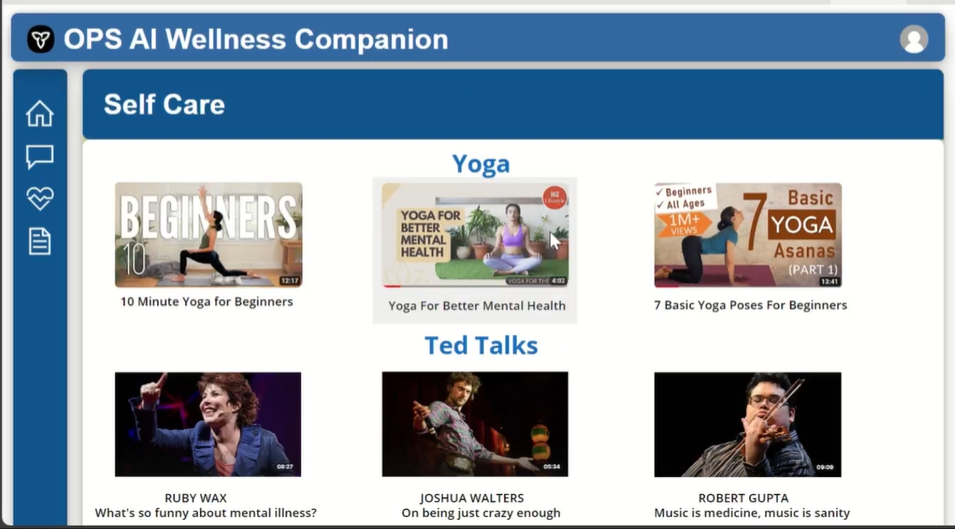 OPS AI Wellness Companion
Self Care
Yoga
BEGINNERS
10
12:17
YOGA FOR
BETTER
MENTAL
HEALTH
YOGA FOR THE
4:02
✓ Beginners
✓ All Ages
1M+
VIEWS
7
Basic
YOGA
Asanas
(PART 1)
13:41
10 Minute Yoga for Beginners
Yoga For Better Mental Health
7 Basic Yoga Poses For Beginners
Ted Talks
08:27
05:34
09:09
RUBY WAX
What's so funny about mental illness?
JOSHUA WALTERS
On being just crazy enough
ROBERT GUPTA
Music is medicine, music is sanity